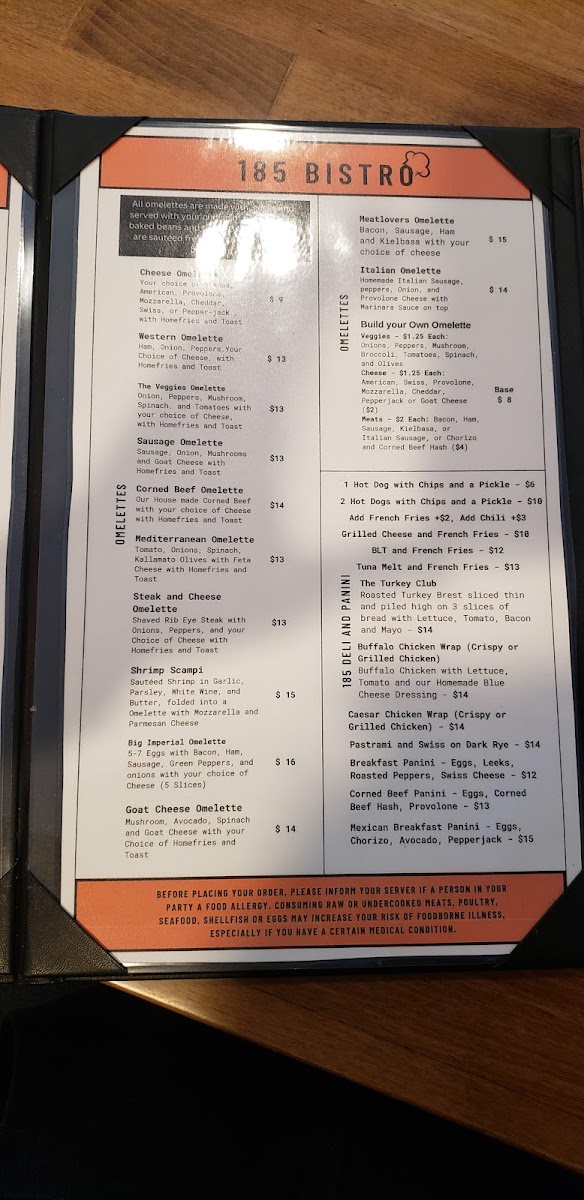 185 BISTRO
All omelettes are made with
served with your
baked beans and
are sautéed
OMELETTES
Cheese
Your choice
American, Provolone,
Mozzarella, Cheddar,
Swiss, or Pepper-jack
with Homefries and Toast
$ 9
Western Omelette
Ham, Onion, Peppers,Your
Choice of Cheese, with
Homefries and Toast
$ 13
The Veggies Omelette
Onion, Peppers, Mushroom,
Spinach, and Tomatoes with
your choice of Cheese,
with Homefries and Toast
$13
Sausage Omelette
Sausage, Onion, Mushrooms
and Goat Cheese with
Homefries and Toast
$13
Corned Beef Omelette
Our House made Corned Beef
with your choice of Cheese
with Homefries and Toast
$14
Mediterranean Omelette
Tomato, Onions, Spinach,
Kallamato Olives with Feta
Cheese with Homefries and
Toast
$13
Steak and Cheese
Omelette
Shaved Rib Eye Steak with
Onions, Peppers, and your
Choice of Cheese with
Homefries and Toast
$13
Shrimp Scampi
Sautéed Shrimp in Garlic,
Parsley, White Wine, and
Butter, folded into a
Omelette with Mozzarella and
Parmesan Cheese
$ 15
Big Imperial Omelette
5-7 Eggs with Bacon, Ham,
Sausage, Green Peppers, and
onions with your choice of
Cheese (5 Slices)
$ 16
Goat Cheese Omelette
Mushroom, Avocado, Spinach
and Goat Cheese with your
Choice of Homefries and
Toast
$ 14
OMELETTES
Meatlovers Omelette
Bacon, Sausage, Ham
and Kielbasa with your
choice of cheese
$ 15
Italian Omelette
Homemade Italian Sausage,
peppers, Onion, and
Provolone Cheese with
Marinara Sauce on top
$ 14
Build your Own Omelette
Veggies - $1.25 Each:
Onions, Peppers, Mushroom,
Broccoli, Tomatoes, Spinach,
and Olives
Cheese - $1.25 Each:
American, Swiss, Provolone,
Mozzarella, Cheddar,
Pepperjack or Goat Cheese
($2)
Meats - $2 Each: Bacon, Ham,
Sausage, Kielbasa, or
Italian Sausage, or Chorizo
and Corned Beef Hash ($4)
Base
$ 8
185 DELI AND PANINI
1 Hot Dog with Chips and a Pickle - $6
2 Hot Dogs with Chips and a Pickle - $10
Add French Fries +$2, Add Chili +$3
Grilled Cheese and French Fries - $10
BLT and French Fries - $12
Tuna Melt and French Fries - $13
The Turkey Club
Roasted Turkey Brest sliced thin
and piled high on 3 slices of
bread with Lettuce, Tomato, Bacon
and Mayo - $14
Buffalo Chicken Wrap (Crispy or
Grilled Chicken)
Buffalo Chicken with Lettuce,
Tomato and our Homemade Blue
Cheese Dressing - $14
Caesar Chicken Wrap (Crispy or
Grilled Chicken) - $14
Pastrami and Swiss on Dark Rye - $14
Breakfast Panini - Eggs, Leeks,
Roasted Peppers, Swiss Cheese - $12
Corned Beef Panini - Eggs, Corned
Beef Hash, Provolone - $13
Mexican Breakfast Panini - Eggs,
Chorizo, Avocado, Pepperjack - $15
BEFORE PLACING YOUR ORDER, PLEASE INFORM YOUR SERVER IF A PERSON IN YOUR
PARTY A FOOD ALLERGY. CONSUMING RAW OR UNDERCOOKED MEATS, POULTRY,
SEAFOOD, SHELLFISH OR EGGS MAY INCREASE YOUR RISK OF FOODBORNE ILLNESS,
ESPECIALLY IF YOU HAVE A CERTAIN MEDICAL CONDITION.